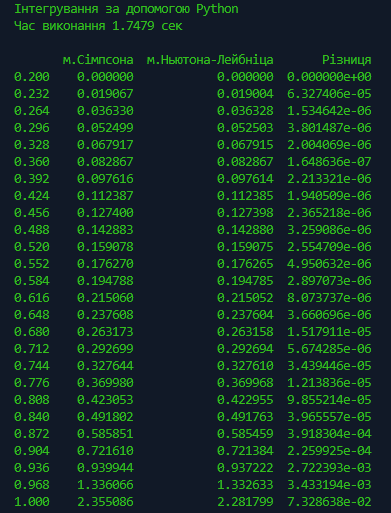 Інтегрування за допомогою Python
Час виконання 1.7479 сек
м.Сімпсона м.Ньютона-Лейбніца Різниця
0.200 0.000000 0.000000 0.000000e+00
0.232 0.019067 0.019004 6.327406e-05
0.264 0.036330 0.036328 1.534642e-06
0.296 0.052499 0.052503 3.801487e-06
0.328 0.067917 0.067915 2.004069e-06
0.360 0.082867 0.082867 1.648636e-07
0.392 0.097616 0.097614 2.213321e-06
0.424 0.112387 0.112385 1.940509e-06
0.456 0.127400 0.127398 2.365218e-06
0.488 0.142883 0.142880 3.259086e-06
0.520 0.159078 0.159075 2.554709e-06
0.552 0.176270 0.176265 4.950632e-06
0.584 0.194788 0.194785 2.897073e-06
0.616 0.215060 0.215052 8.073737e-06
0.648 0.237608 0.237604 3.660696e-06
0.680 0.263173 0.263158 1.517911e-05
0.712 0.292699 0.292694 5.674285e-06
0.744 0.327644 0.327610 3.439446e-05
0.776 0.369980 0.369968 1.213836e-05
0.808 0.423053 0.422955 9.855214e-05
0.840 0.491802 0.491763 3.965557e-05
0.872 0.585851 0.585459 3.918304e-04
0.904 0.721610 0.721384 2.259925e-04
0.936 0.939944 0.937222 2.722393e-03
0.968 1.336066 1.332633 3.433194e-03
1.000 2.355086 2.281799 7.328638e-02